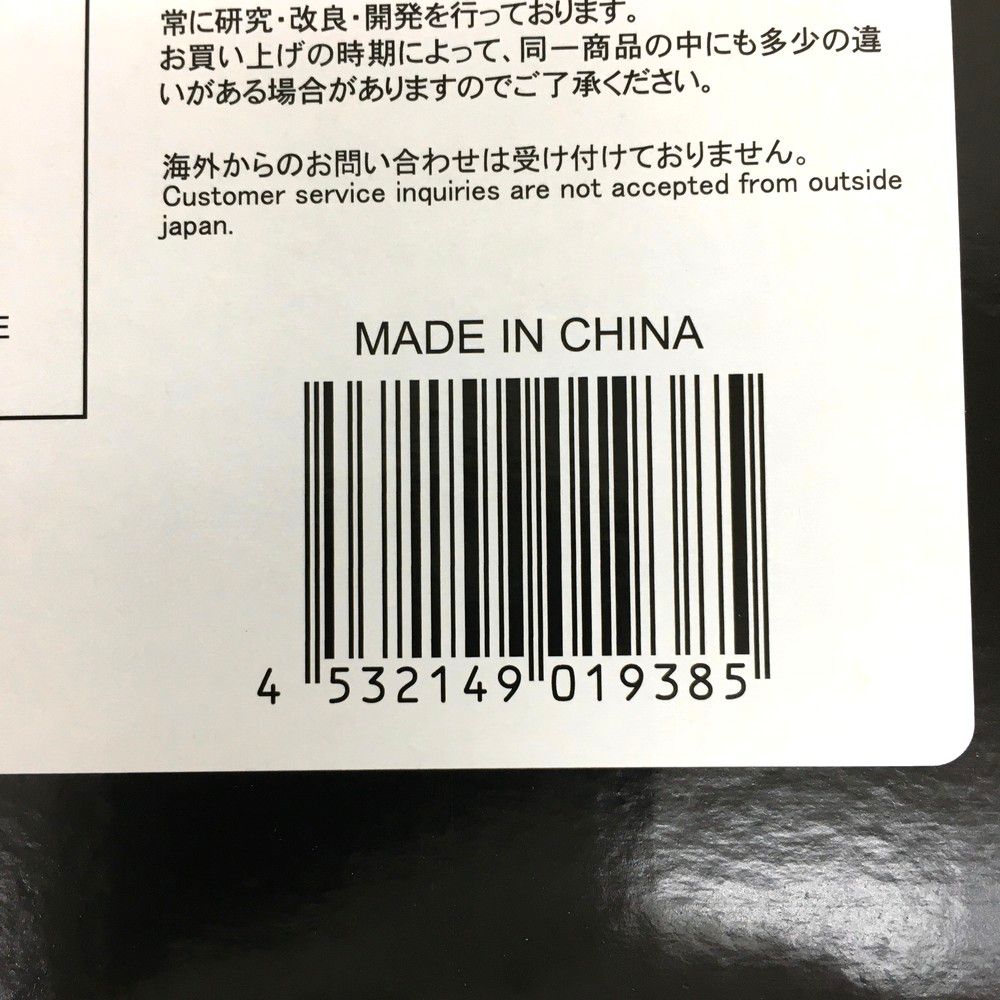 常に研究・改良・開発を行っております。
お買い上げの時期によって、同一商品の中にも多少の違
いがある場合がありますのでご了承ください。
海外からのお問い合わせは受け付けておりません。
Customer service inquiries are not accepted from outside
japan.
E
MADE IN CHINA
4 532149 019385